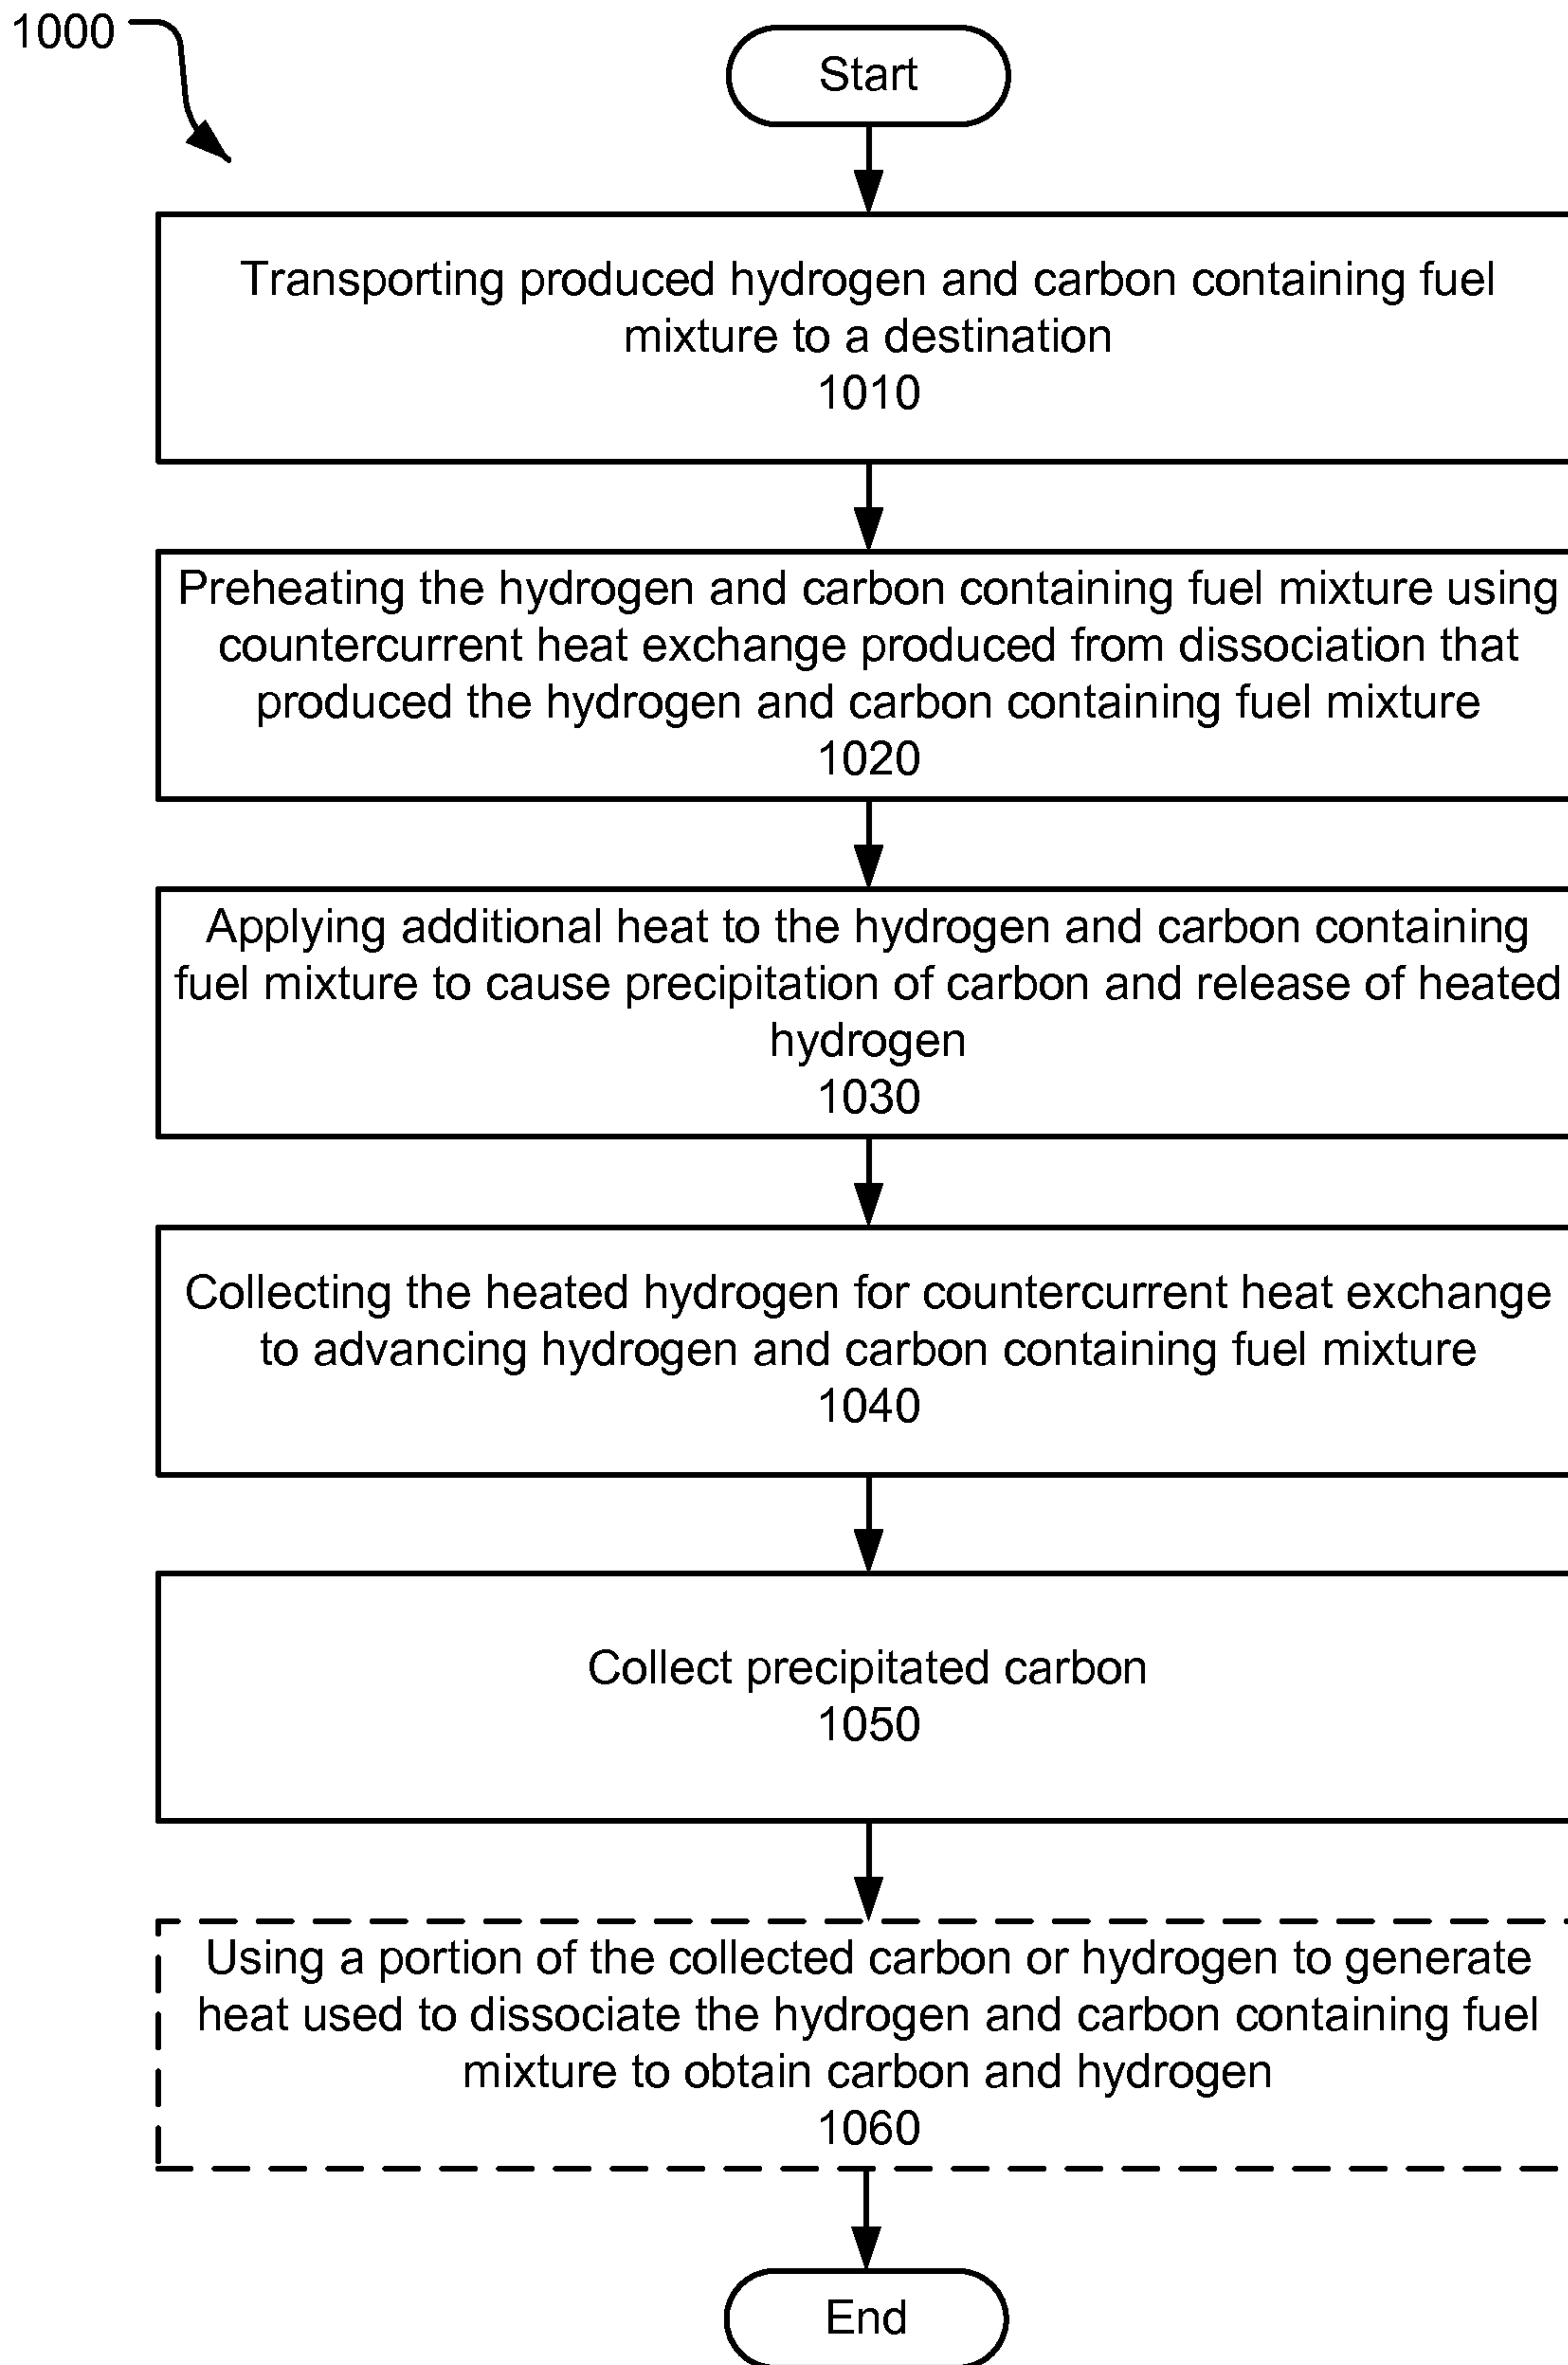 1000
Start
Transporting produced hydrogen and carbon containing fuel
mixture to a destination
1010
Preheating the hydrogen and carbon containing fuel mixture using
countercurrent heat exchange produced from dissociation that
produced the hydrogen and carbon containing fuel mixture
1020
Applying additional heat to the hydrogen and carbon containing
fuel mixture to cause precipitation of carbon and release of heated
hydrogen
1030
Collecting the heated hydrogen for countercurrent heat exchange
to advancing hydrogen and carbon containing fuel mixture
1040
Collect precipitated carbon
1050
Using a portion of the collected carbon or hydrogen to generate
heat used to dissociate the hydrogen and carbon containing fuel
mixture to obtain carbon and hydrogen
1060
End